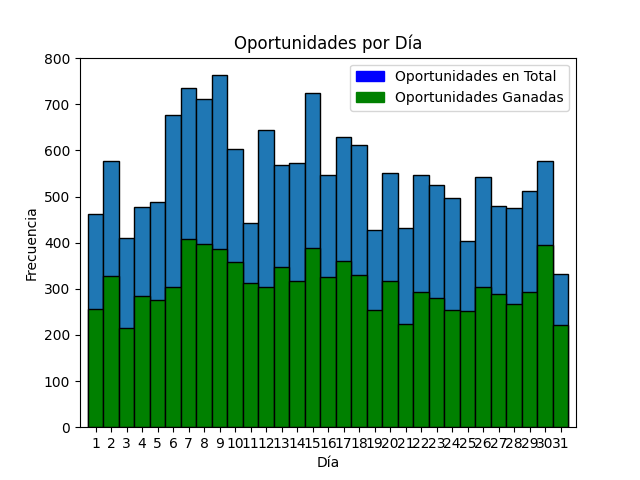 Oportunidades por Día
Oportunidades en Total
Oportunidades Ganadas
Frecuencia
800
700
600
500
400
300
200
100
0
1 2 3 4 5 6 7 8 9 10 11 12 13 14 15 16 17 18 19 20 21 22 23 24 25 26 27 28 29 30 31
Día